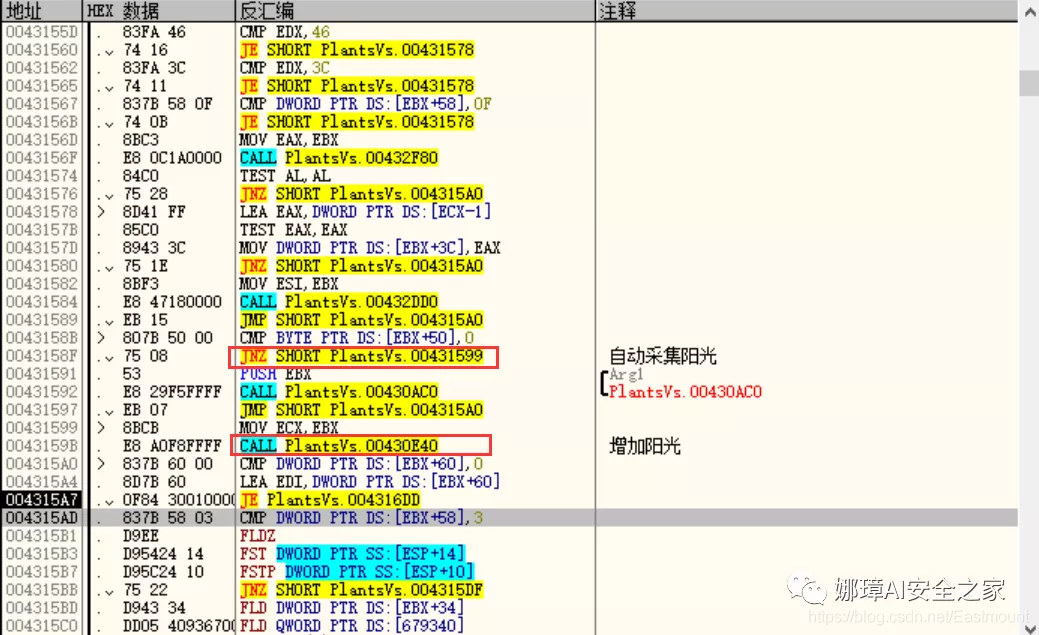 地址 HEX 数据 反汇编 注释
0043155D . 83FA 46 CMP EDX,46
00431560 .v 74 16 JE SHORT PlantsVs.00431578
00431562 . 83FA 3C CMP EDX,3C
00431565 .v 74 11 JE SHORT PlantsVs.00431578
00431567 . 837B 58 0F CMP DWORD PTR DS:[EBX+58],0F
0043156B .v 74 0B JE SHORT PlantsVs.00431578
0043156D . 8BC3 MOV EAX,EBX
0043156F . E8 0C1A0000 CALL PlantsVs.00432F80
00431574 . 84C0 TEST AL,AL
00431576 .v 75 28 JNZ SHORT PlantsVs.004315A0
00431578 > 8D41 FF LEA EAX,DWORD PTR DS:[ECX-1]
0043157B . 85C0 TEST EAX,EAX
0043157D . 8943 3C MOV DWORD PTR DS:[EBX+3C],EAX
00431580 .v 75 1E JNZ SHORT PlantsVs.004315A0
00431582 . 8BF3 MOV ESI,EBX
00431584 . E8 47180000 CALL PlantsVs.00432DD0
00431589 .v EB 15 JMP SHORT PlantsVs.004315A0
0043158B > 807B 50 00 CMP BYTE PTR DS:[EBX+50],0
0043158F .v 75 08 JNZ SHORT PlantsVs.00431599 自动采集阳光
00431591 . 53 PUSH EBX Arg1
00431592 . E8 29F5FFFF CALL PlantsVs.00430AC0 PlantsVs.00430AC0
00431597 .v EB 07 JMP SHORT PlantsVs.004315A0
00431599 > 8BCB MOV ECX,EBX
0043159B . E8 A0F8FFFF CALL PlantsVs.00430E40 增加阳光
004315A0 > 837B 60 00 CMP DWORD PTR DS:[EBX+60],0
004315A4 . 8D7B 60 LEA EDI,DWORD PTR DS:[EBX+60]
004315A7 .v 0F84 30010000 JE PlantsVs.004316DD
004315AD . 837B 58 03 CMP DWORD PTR DS:[EBX+58],3
004315B1 . D9EE FLDZ
004315B3 . D95424 14 FST DWORD PTR SS:[ESP+14]
004315B7 . D95C24 10 FSTP DWORD PTR SS:[ESP+10]
004315BB .v 75 22 JNZ SHORT PlantsVs.004315DF
004315BD . D943 34 FLD DWORD PTR DS:[EBX+34]
004315C0 . DD05 40936700 FLD QWORD PTR DS:[679340]
娜璋AI安全之家
https://blog.csdn.net/Eastmount